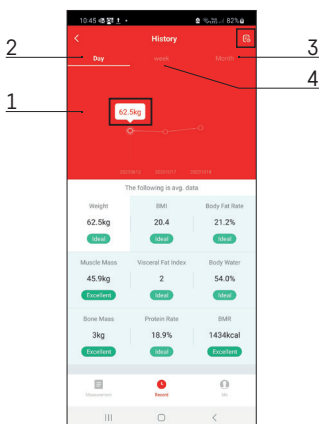 10.45 82%
History
2
Day
week
Month
3
4
1
62.5kg
The following is avg. data
Weight
BMI
Body Fat Rate
62.5kg
20.4
21.2%
Ideal
Ideal
Ideal
Muscle Mass
Visceral Fat Index
Body Water
45.9kg
2
54.0%
Excellent
Ideal
Ideal
Bone Mass
Protein Rate
BMR
3kg
18.9%
1434kcal
Excellent
Ideal
Excellent
Measurement
Recent
Me